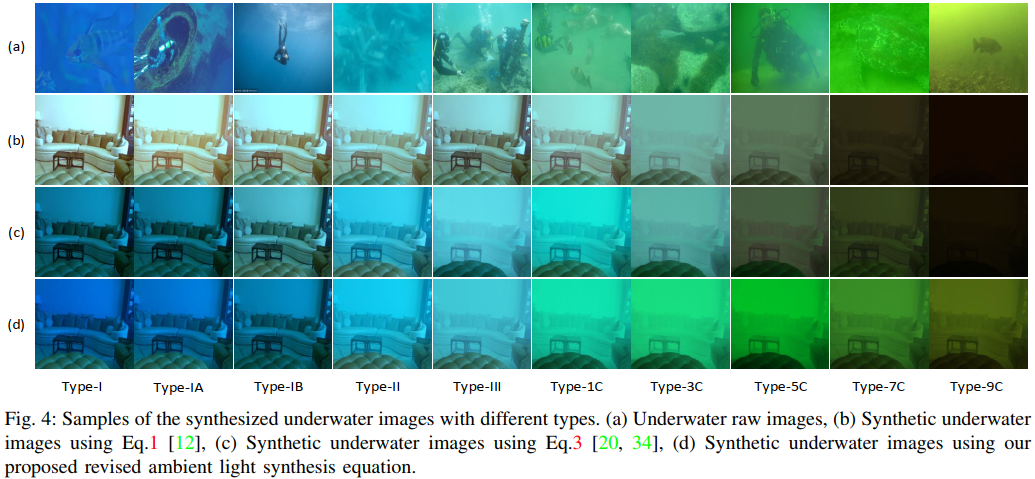 (a)
(b)
(c)
(d)
Type-I Type-IA Type-IB Type-II Type-III Type-1C Type-3C Type-5C Type-7C Type-9C
Fig. 4: Samples of the synthesized underwater images with different types. (a) Underwater raw images, (b) Synthetic underwater
images using Eq.1 [12], (c) Synthetic underwater images using Eq.3 [20, 34], (d) Synthetic underwater images using our
proposed revised ambient light synthesis equation.